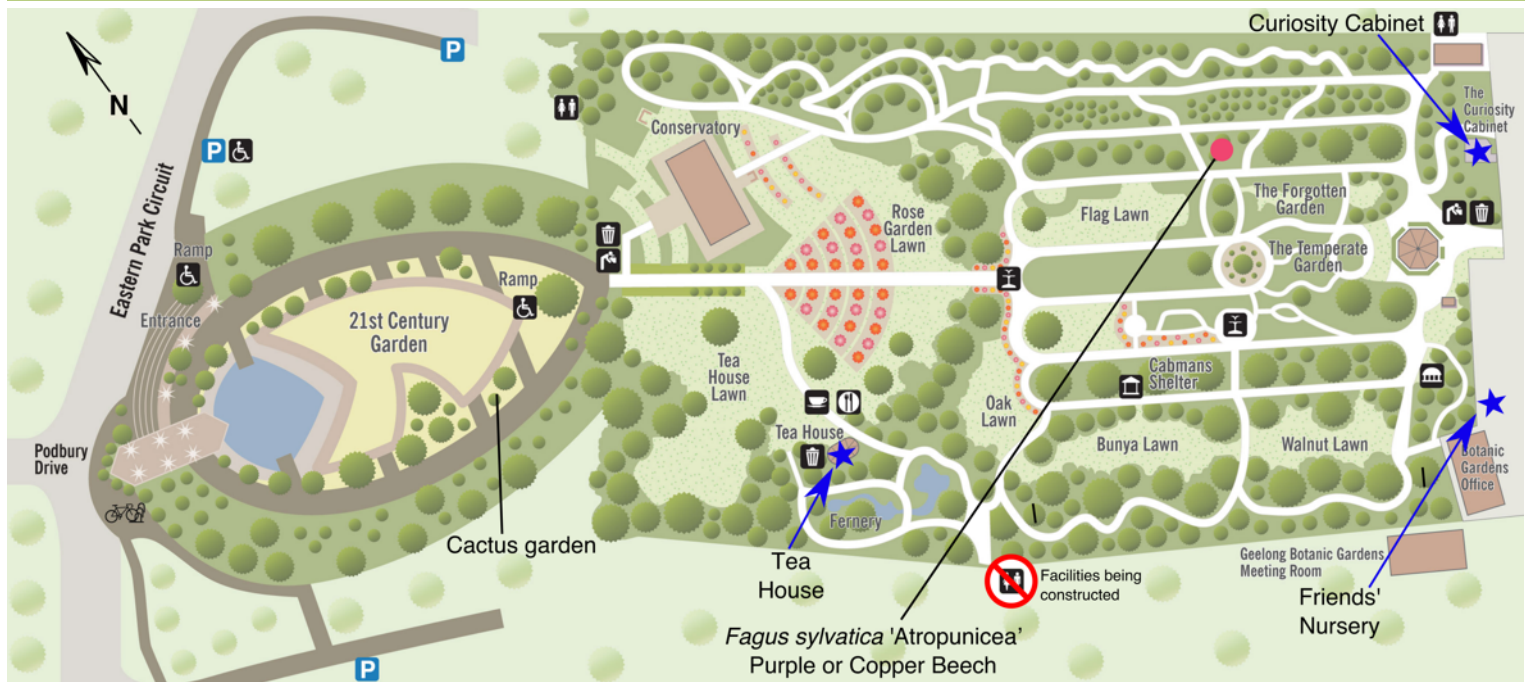 Curiosity Cabinet
P
N
The
Curiosity
Cabinet
Conservatory
P
Eastern Park Circuit
Rose
Garden
Lawn
Flag Lawn
The Forgotten
Garden
Ramp
The Temperate
Garden
Ramp
Entrance
21st Century
Garden
Tea
House
Lawn
Cabmans
Shelter
Oak
Lawn
Tea House
Bunya Lawn
Walnut Lawn
Podbury
Drive
Botanic
Gardens
Office
Fernery
Cactus garden
Tea
House
Geelong Botanic Gardens
Meeting Room
Facilities being
constructed
Friends'
Nursery
Fagus sylvatica 'Atropunicea'
Purple or Copper Beech
P